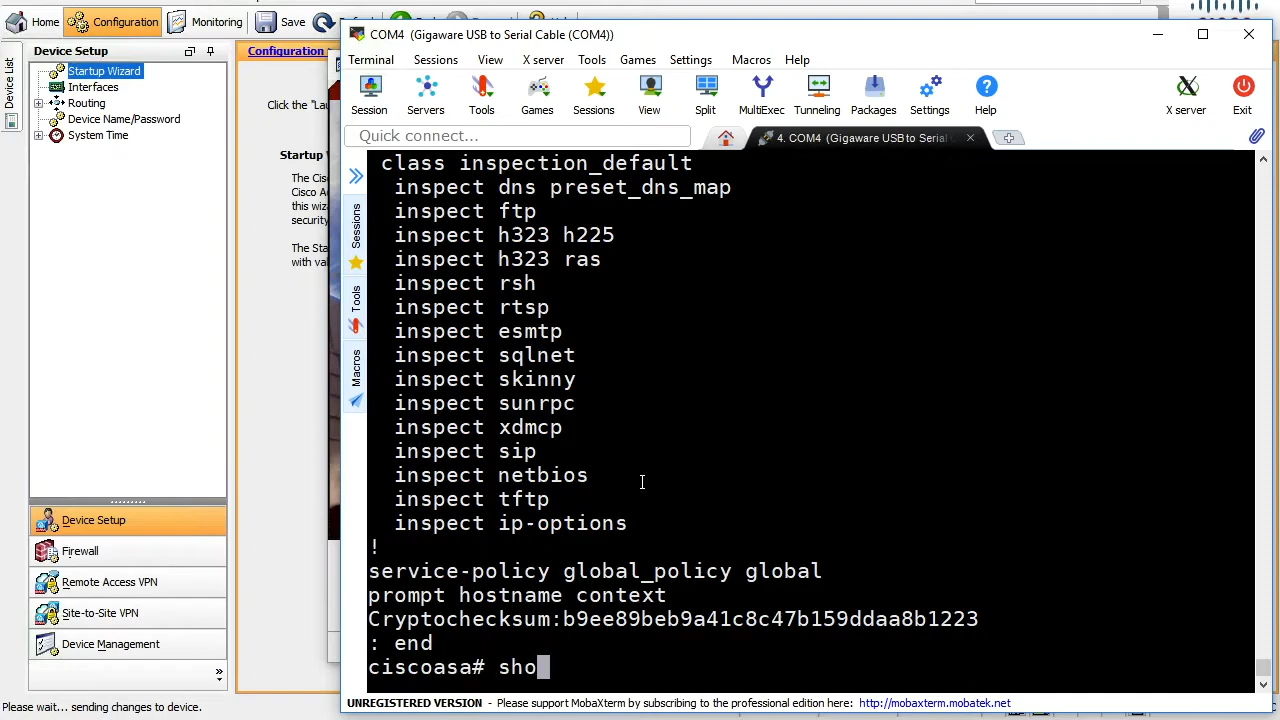 Home
Configuration
Monitoring
Save
COM4 (Gigaware USB to Serial Cable (COM4))
Device List
Device Setup
Startup Wizard
Interfaces
Routing
Device Name/Password
System Time
Configuration
Click the "Lau
Startup
The Cis
Cisco A
this wiza
security
The Sta
with val
Device Setup
Firewall
Remote Access VPN
Site-to-Site VPN
Device Management
Please wait... sending changes to device.
Terminal Sessions View X server Tools Games Settings Macros Help
Session Servers Tools Games Sessions View Split MultiExec Tunneling Packages Settings Help X server Exit
Quick connect...
4. COM4 (Gigaware USB to Serial
Sessions
Tools
Macros
class inspection_default
inspect dns preset_dns_map
inspect ftp
inspect h323 h225
inspect h323 ras
inspect rsh
inspect rtsp
inspect esmtp
inspect sqlnet
inspect skinny
inspect sunrpc
inspect xdmcp
inspect sip
inspect netbios
inspect tftp
inspect ip-options
!
service-policy global_policy global
prompt hostname context
Cryptochecksum:b9ee89beb9a41c8c47b159ddaa8b1223
: end
ciscoasa# sho
UNREGISTERED VERSION - Please support MobaXterm by subscribing to the professional edition here: http://mobaxterm.mobatek.net